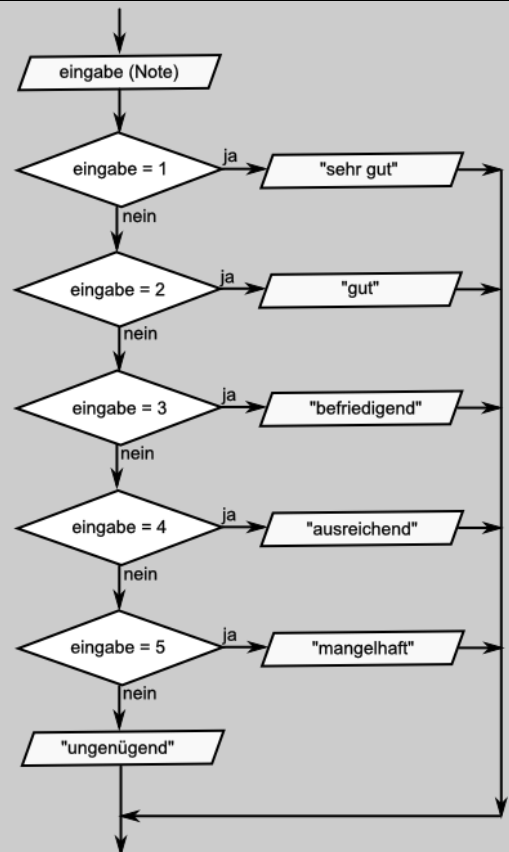 eingabe (Note)
eingabe = 1
ja
"sehr gut"
nein
eingabe = 2
ja
"gut"
nein
eingabe = 3
ja
"befriedigend"
nein
eingabe = 4
ja
"ausreichend"
nein
eingabe = 5
ja
"mangelhaft"
nein
"ungenügend"